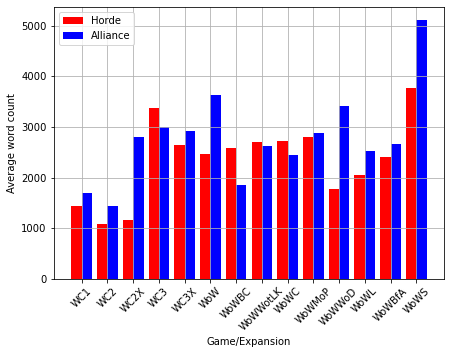 Horde
Alliance
Average word count
5000
4000
3000
2000
1000
0
WC1 WC2 WC2X WC3 WC3X WoW WoWBC WoWWotLK WoWC WoWMoP WoWWoD WoWL WoWBfA WoWS
Game/Expansion